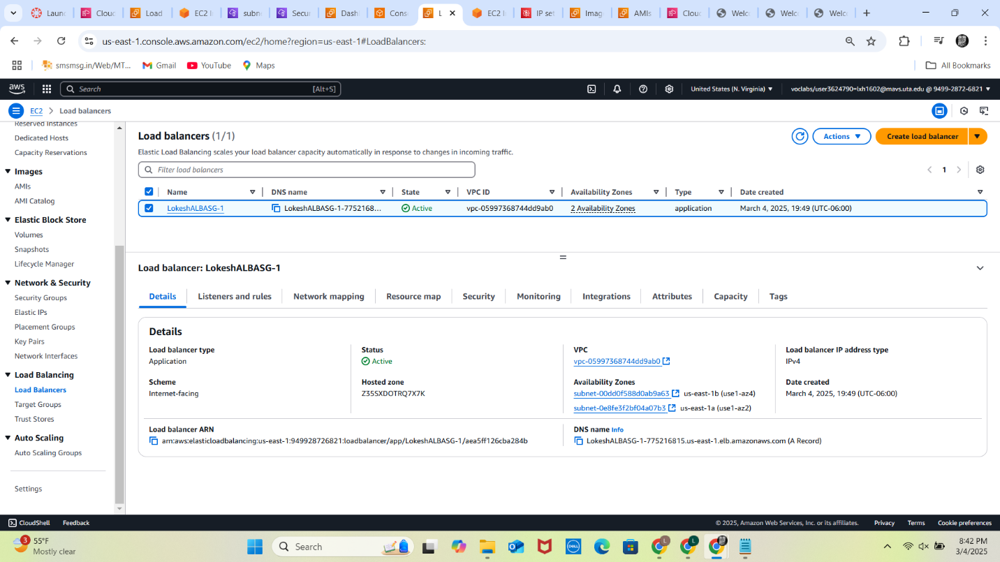 Launc
Cloud
Load
EC2 I
subn
Secur
Dash
Cons
L
EC2 I
IP set
Imag
AMIs
Cloud
Welc
Welc
Welc
us-east-1.console.aws.amazon.com/ec2/home?region=us-east-1#LoadBalancers:
smsmsg.in/Web/MT...
Gmail
YouTube
Maps
All Bookmarks
aws
Search
[Alt+S]
United States (N. Virginia)
voclabs/user3624790=lxh1602@mavs.uta.edu @ 9499-2872-6821
EC2 > Load balancers
Reserved Instances
Dedicated Hosts
Capacity Reservations
Images
AMIs
AMI Catalog
Elastic Block Store
Volumes
Snapshots
Lifecycle Manager
Network & Security
Security Groups
Elastic IPs
Placement Groups
Key Pairs
Network Interfaces
Load Balancing
Load Balancers
Target Groups
Trust Stores
Auto Scaling
Auto Scaling Groups
Settings
Load balancers (1/1)
Actions
Create load balancer
Elastic Load Balancing scales your load balancer capacity automatically in response to changes in incoming traffic.
Filter load balancers
1
Name DNS name State VPC ID Availability Zones Type Date created
LokeshALBASG-1 LokeshALBASG-1-7752168... Active vpc-05997368744dd9ab0 2 Availability Zones application March 4, 2025, 19:49 (UTC-06:00)
Load balancer: LokeshALBASG-1
Details Listeners and rules Network mapping Resource map Security Monitoring Integrations Attributes Capacity Tags
Details
Load balancer type
Application
Status
Active
VPC
vpc-05997368744dd9ab0
Load balancer IP address type
IPv4
Scheme
Internet-facing
Hosted zone
Z35SXDOTRQ7X7K
Availability Zones
subnet-00dd0f588d0ab9a63 us-east-1b (use1-az4)
subnet-0e8fe3f2bf04a07b3 us-east-1a (use1-az2)
Date created
March 4, 2025, 19:49 (UTC-06:00)
Load balancer ARN
arn:aws:elasticloadbalancing:us-east-1:949928726821:loadbalancer/app/LokeshALBASG-1/aea5ff126cba284b
DNS name Info
LokeshALBASG-1-775216815.us-east-1.elb.amazonaws.com (A Record)
CloudShell Feedback
© 2025, Amazon Web Services, Inc. or its affiliates. Privacy Terms Cookie preferences
3
55°F
Mostly clear
Search
DELL
L
L
8:42 PM
3/4/2025